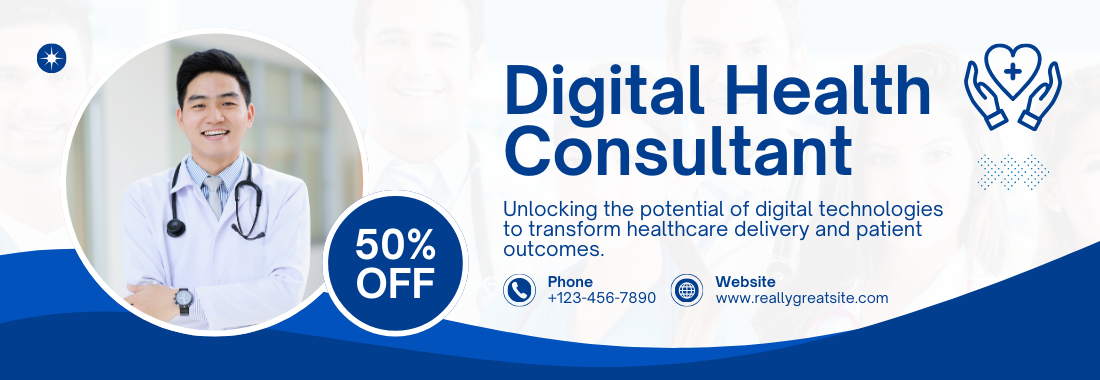 Digital Health
Consultant
Unlocking the potential of digital technologies
to transform healthcare delivery and patient
outcomes.
Phone
+123-456-7890
Website
www.reallygreatsite.com
50%
OFF